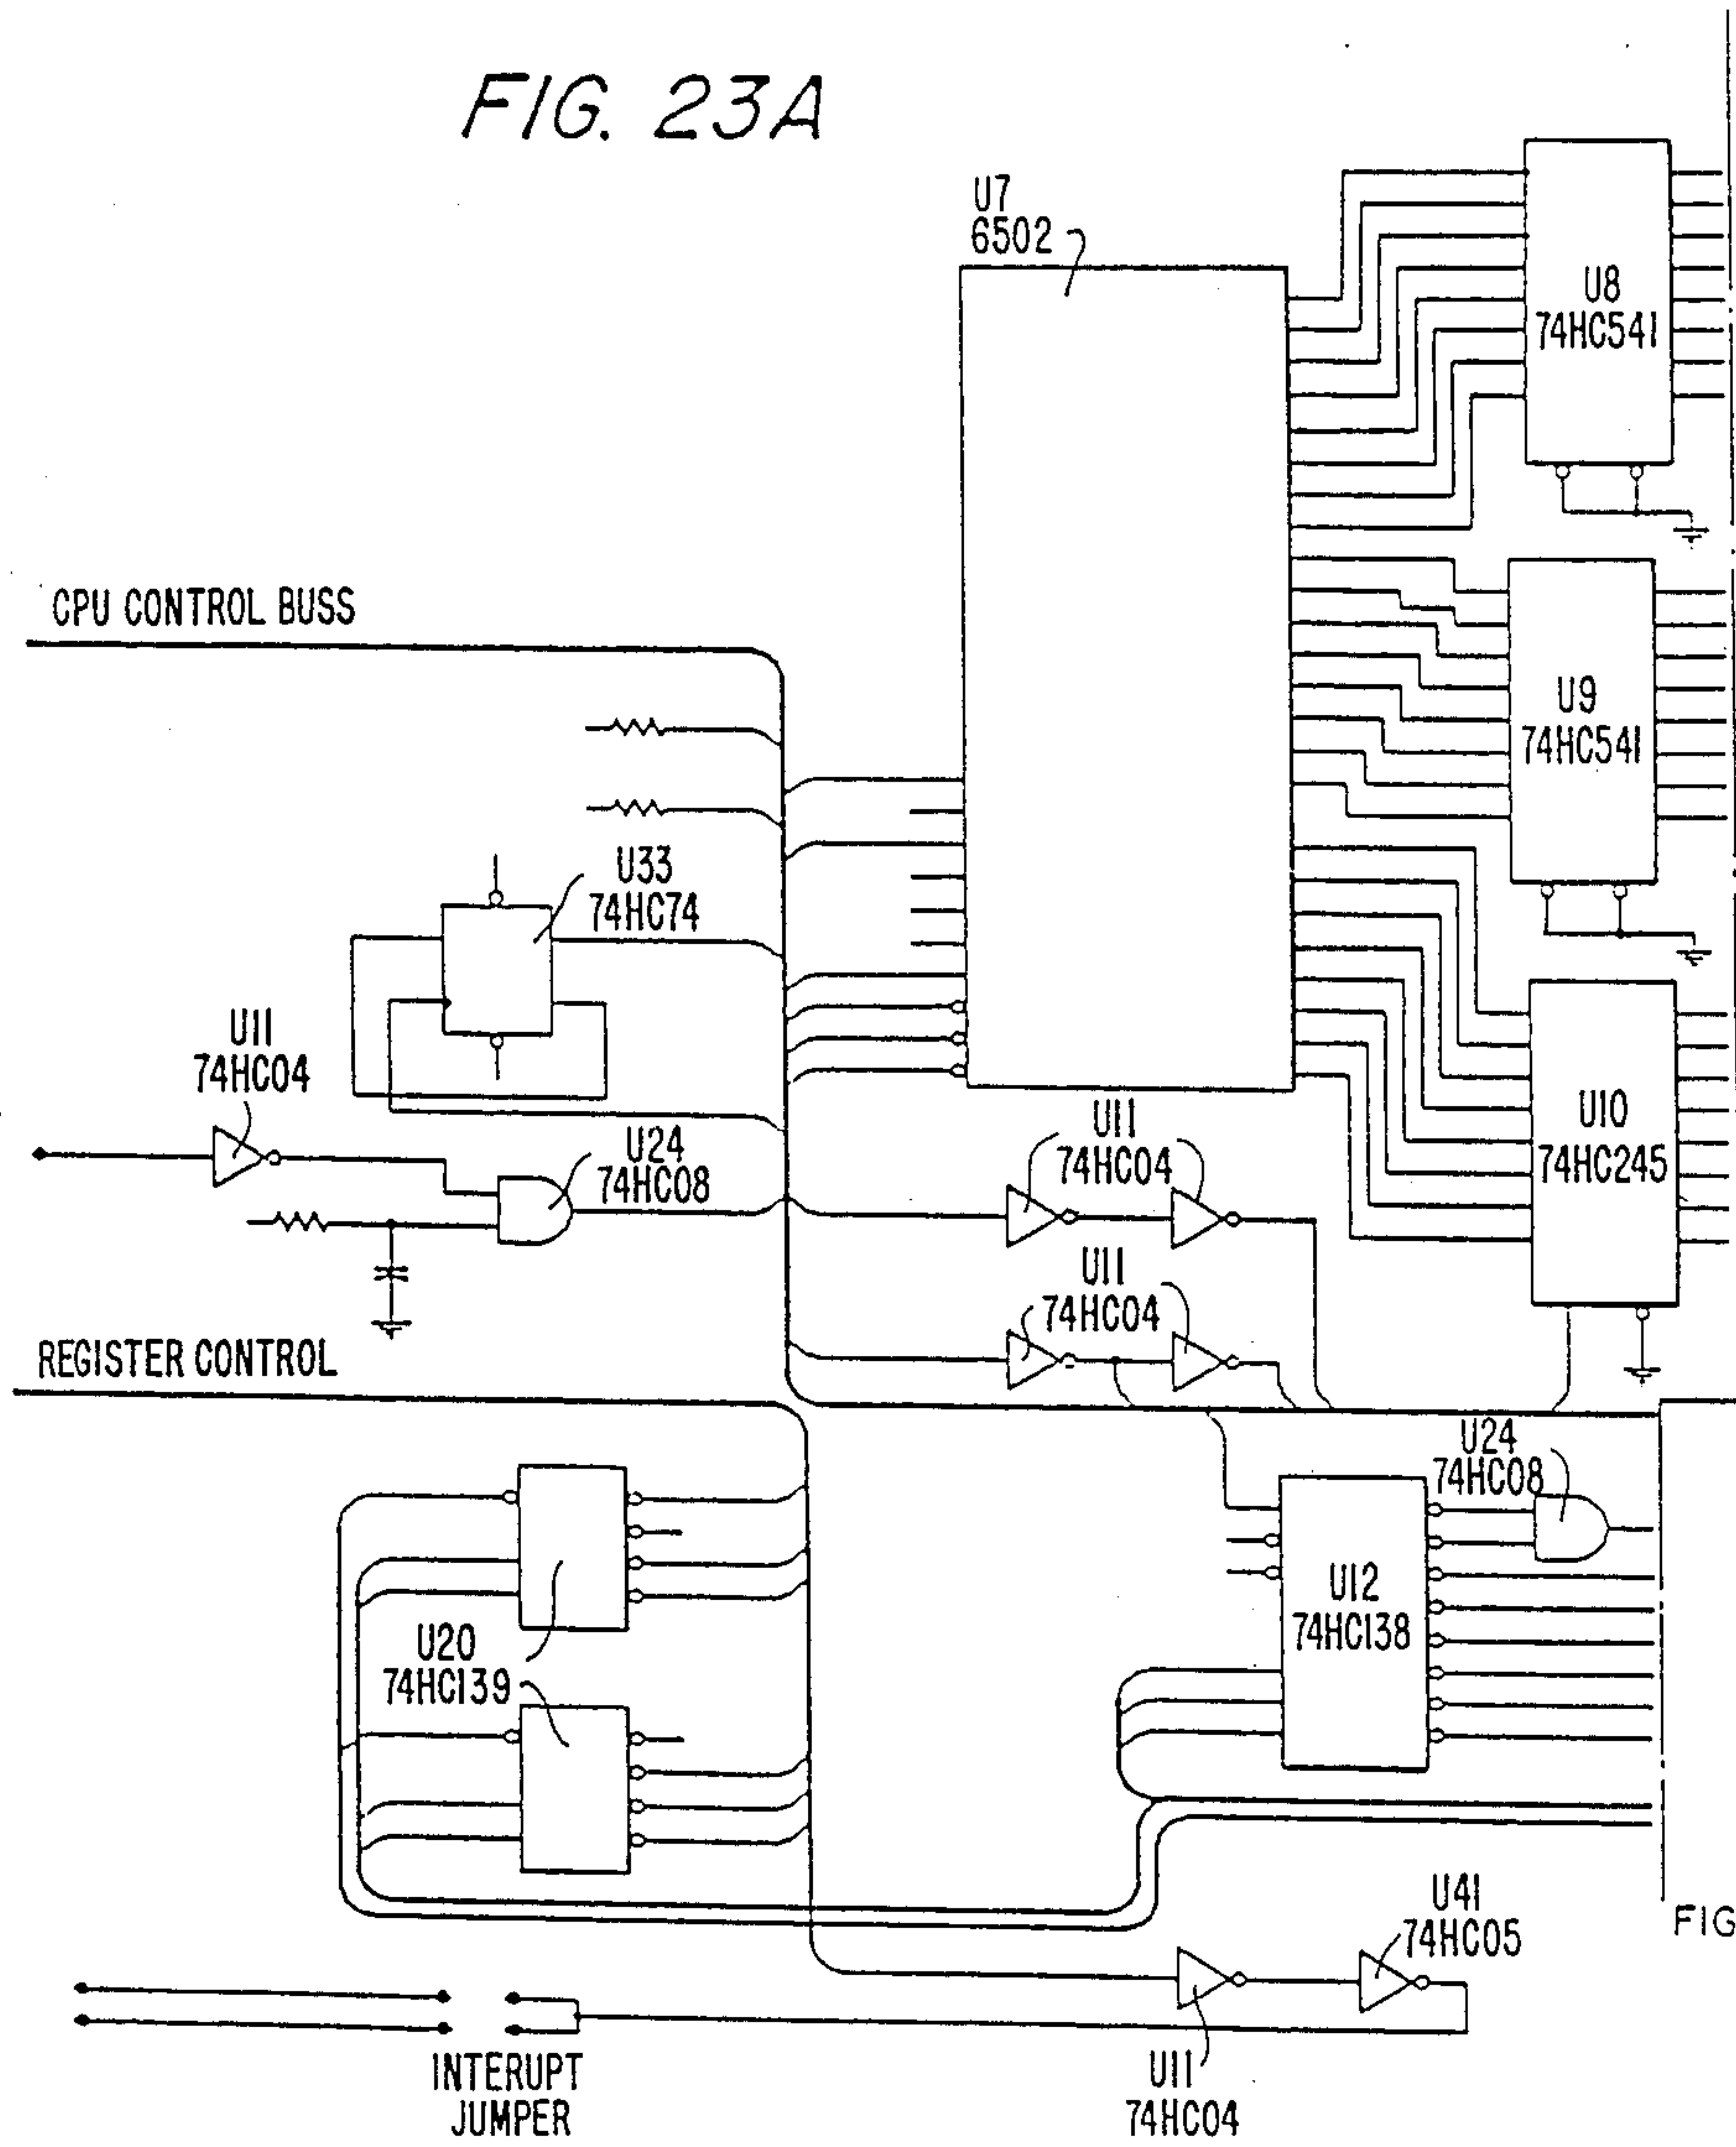 FIG. 23A
U7
6502
U8
74HC541
CPU CONTROL BUSS
U9
74HC541
U33
74HC74
U11
74HC04
U24
74HC08
U11
74HC04
U10
74HC245
U11
74HC04
REGISTER CONTROL
U24
74HC08
U12
74HC138
U20
74HC139
U41
74HC05
FIG
INTERUPT
JUMPER
U11
74HC04